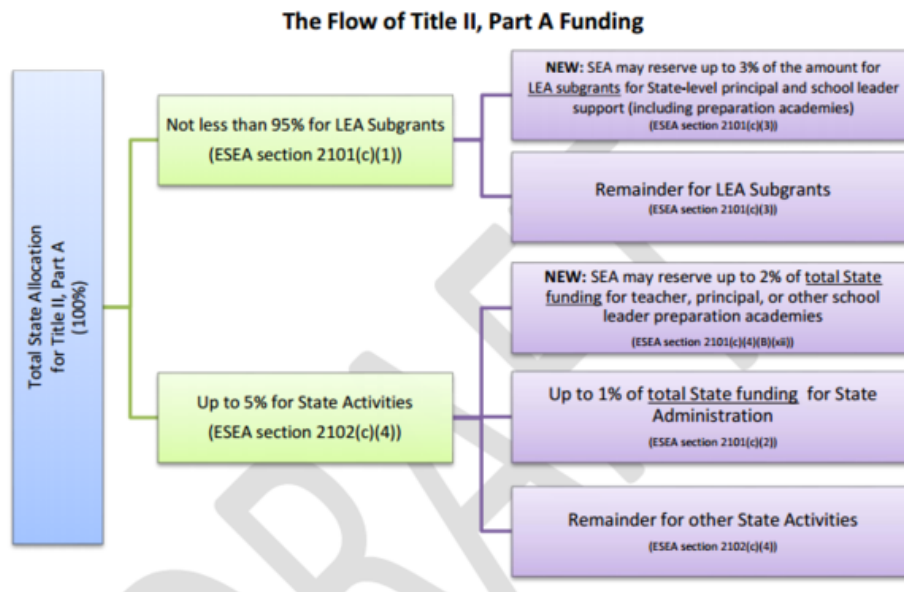 The Flow of Title II, Part A Funding
Total State Allocation
for Title II, Part A
(100%)
Not less than 95% for LEA Subgrants
(ESEA section 2101(c)(1))
NEW: SEA may reserve up to 3% of the amount for
LEA subgrants for State-level principal and school leader
support (including preparation academies)
(ESEA section 2101(c)(3))
Remainder for LEA Subgrants
(ESEA section 2101(c)(3))
Up to 5% for State Activities
(ESEA section 2102(c)(4))
NEW: SEA may reserve up to 2% of total State
funding for teacher, principal, or other school
leader preparation academies
(ESEA section 2101(c)(4)(B)(xii))
Up to 1% of total State funding for State
Administration
(ESEA section 2101(c)(2))
Remainder for other State Activities
(ESEA section 2102(c)(4))
DRAFT